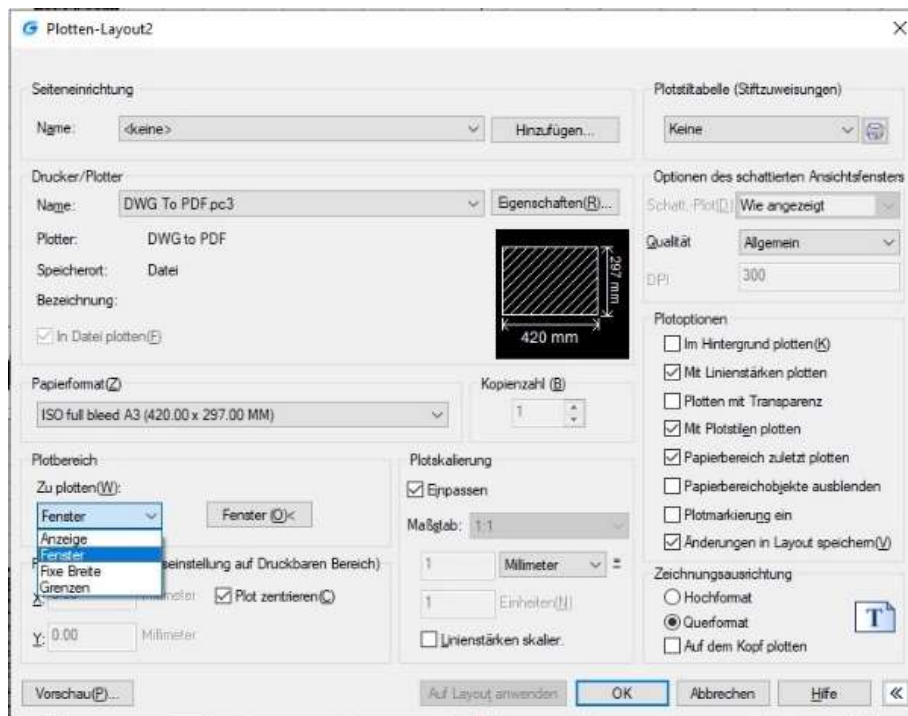 Plotten-Layout2
Seiteneinrichtung
Name: <keine> Hinzufügen...
Plotstiltabelle (Stiftzuweisungen)
Keine
Drucker/Plotter
Name: DWG To PDF.pc3 Eigenschaften(R)...
Plotter: DWG to PDF
Speicherort: Datei
Bezeichnung:
In Datei plotten(F)
297 mm
420 mm
Optionen des schattierten Ansichtsfensters
Schatt.-Plot(D) Wie angezeigt
Qualität Allgemein
DPI 300
Papierformat(Z)
ISO full bleed A3 (420.00 x 297.00 MM)
Kopienzahl (B)
1
Plotoptionen
Im Hintergrund plotten(K)
Mit Linienstärken plotten
Plotten mit Transparenz
Mit Plotstilen plotten
Papierbereich zuletzt plotten
Papierbereichobjekte ausblenden
Plotmarkierung ein
Änderungen in Layout speichern(V)
Plotbereich
Zu plotten(W):
Fenster Fenster (O)<
Anzeige
Fenster
Fixe Breite
Grenzen
seinstellung auf Druckbaren Bereich)
X: Millimeter Plot zentrieren(C)
Y: 0.00 Millimeter
Plotskalierung
Einpassen
Maßstab: 1:1
1 Millimeter =
1 Einheiten(N)
Linienstärken skalier.
Zeichnungsausrichtung
Hochformat
Querformat
Auf dem Kopf plotten
T
Vorschau(P)... Auf Layout anwenden OK Abbrechen Hilfe